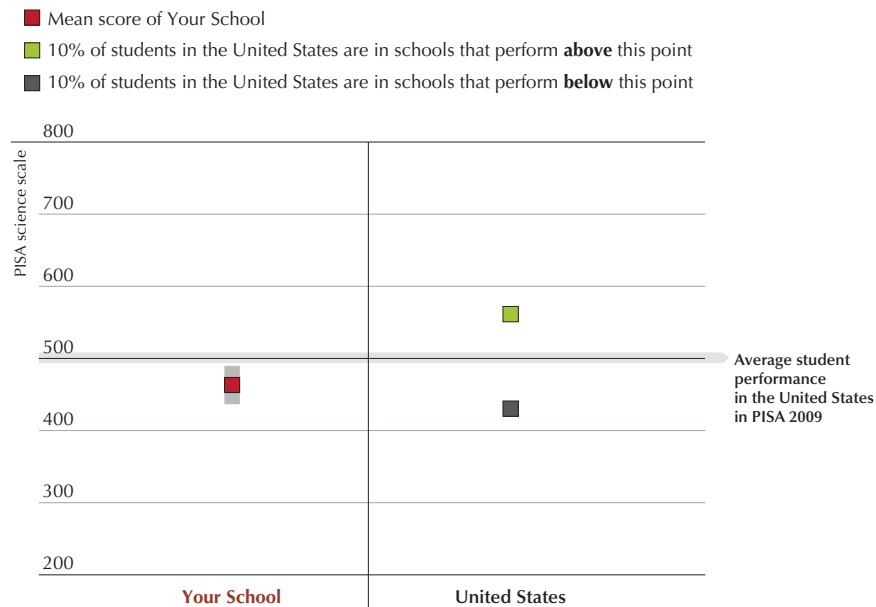 Mean score of Your School
10% of students in the United States are in schools that perform above this point
10% of students in the United States are in schools that perform below this point
PISA science scale
800
700
600
500
400
300
200
Average student
performance
in the United States
in PISA 2009
Your School
United States